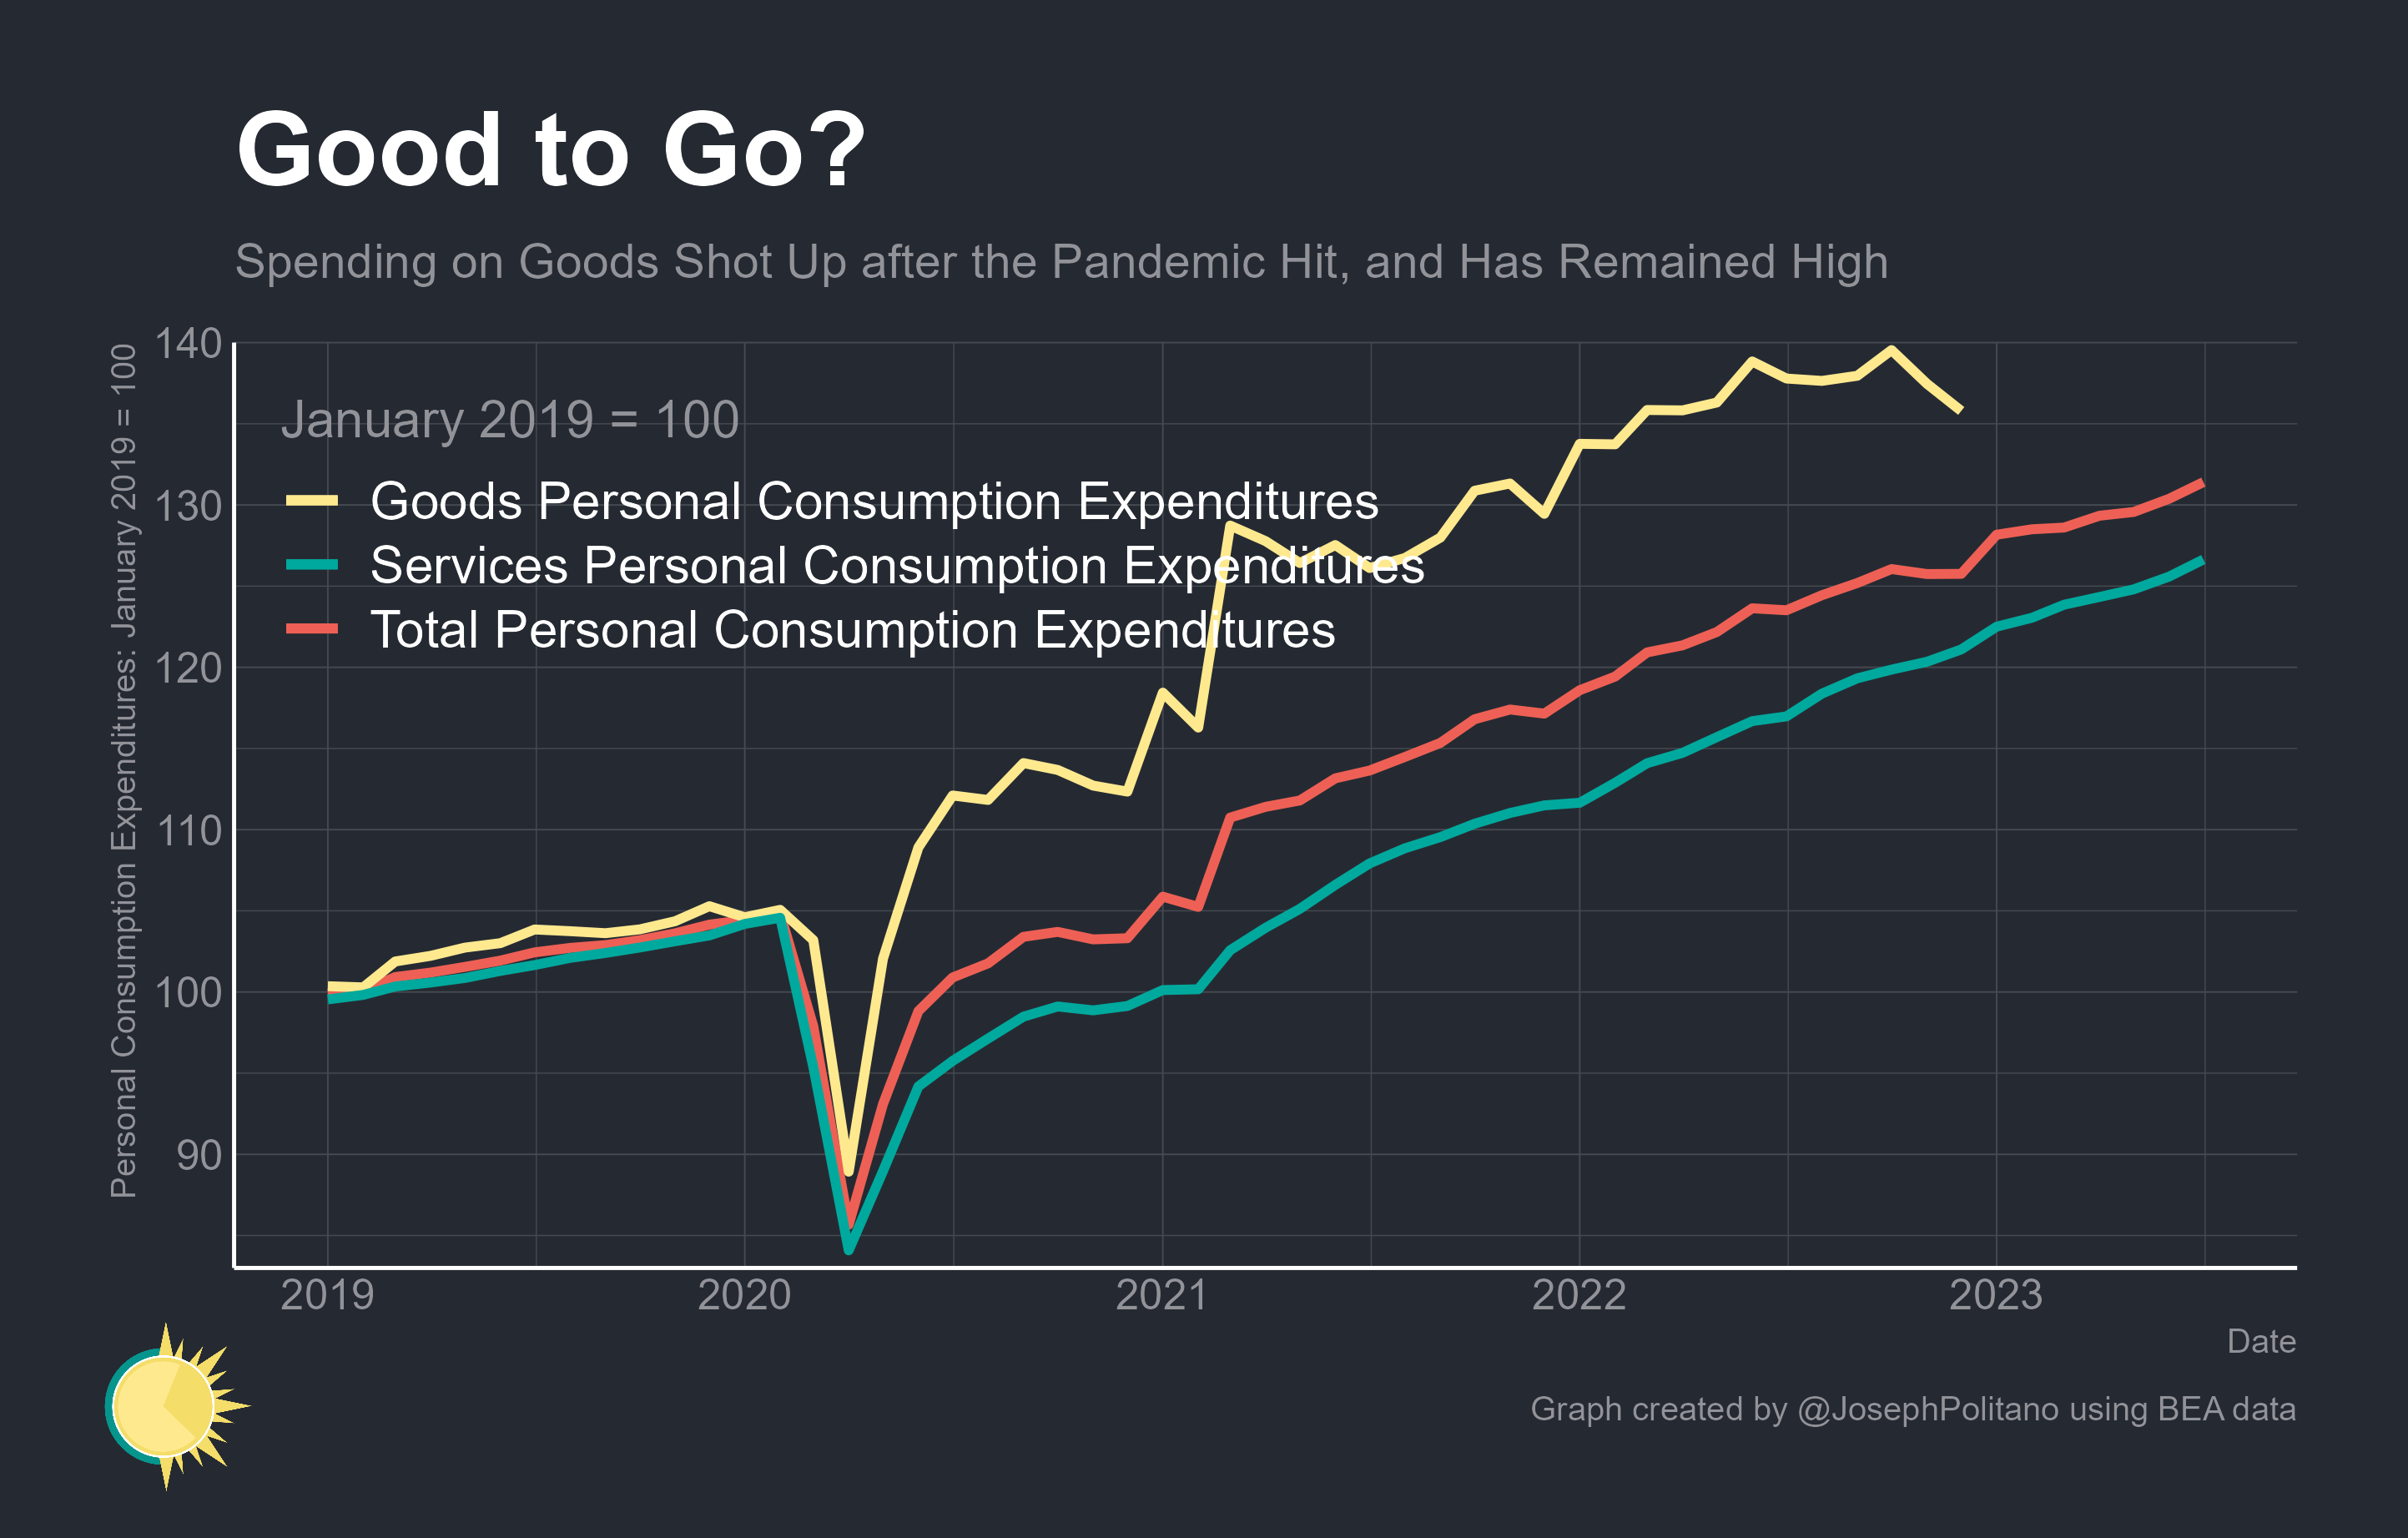 Good to Go?
Spending on Goods Shot Up after the Pandemic Hit, and Has Remained High
Personal Consumption Expenditures: January 2019 = 100
140
130
120
110
100
90
January 2019 = 100
Goods Personal Consumption Expenditures
Services Personal Consumption Expenditures
Total Personal Consumption Expenditures
2019 2020 2021 2022 2023
Date
Graph created by @JosephPolitano using BEA data